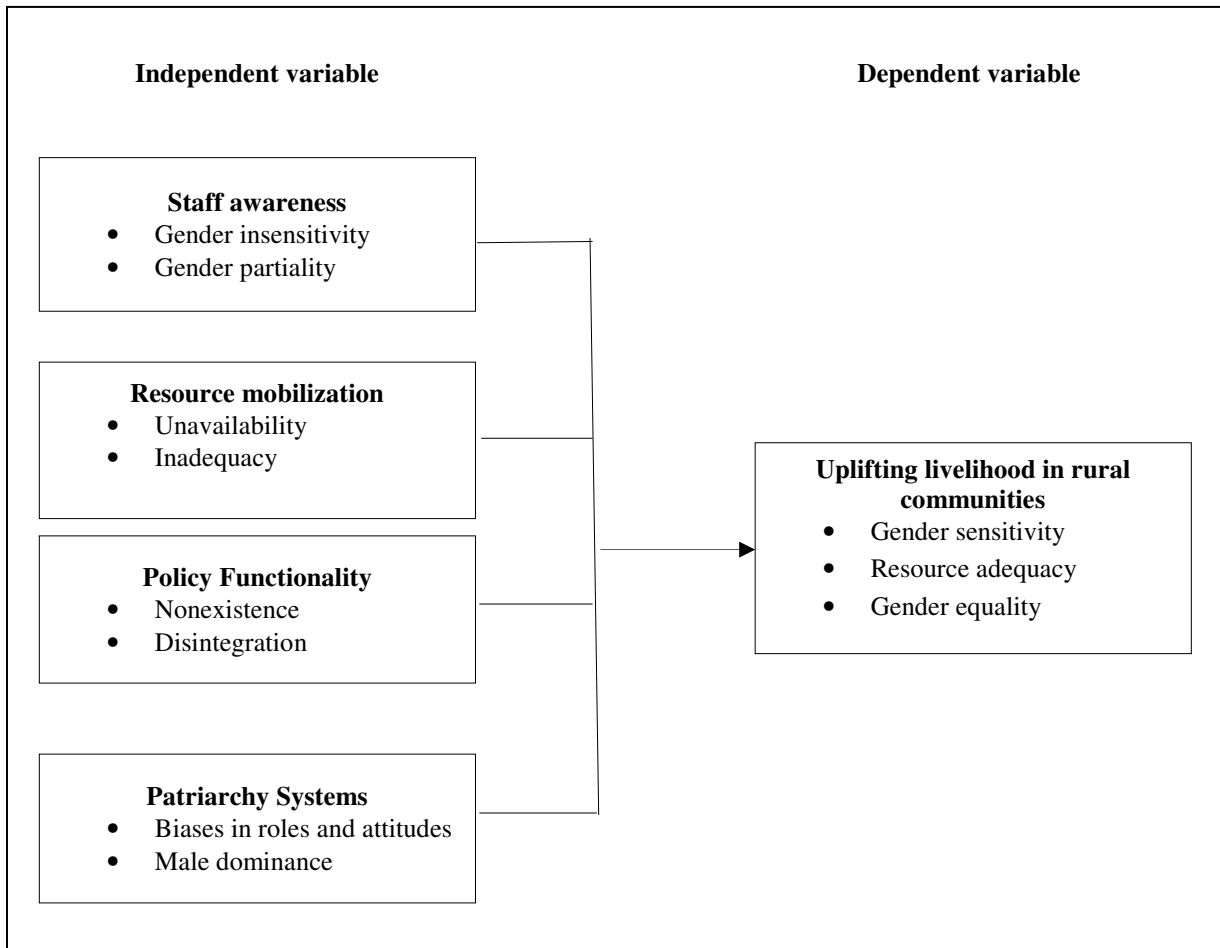 Independent variable
Dependent variable
Staff awareness
• Gender insensitivity
• Gender partiality
Resource mobilization
• Unavailability
• Inadequacy
Policy Functionality
• Nonexistence
• Disintegration
Patriarchy Systems
• Biases in roles and attitudes
• Male dominance
Uplifting livelihood in rural
communities
• Gender sensitivity
• Resource adequacy
• Gender equality